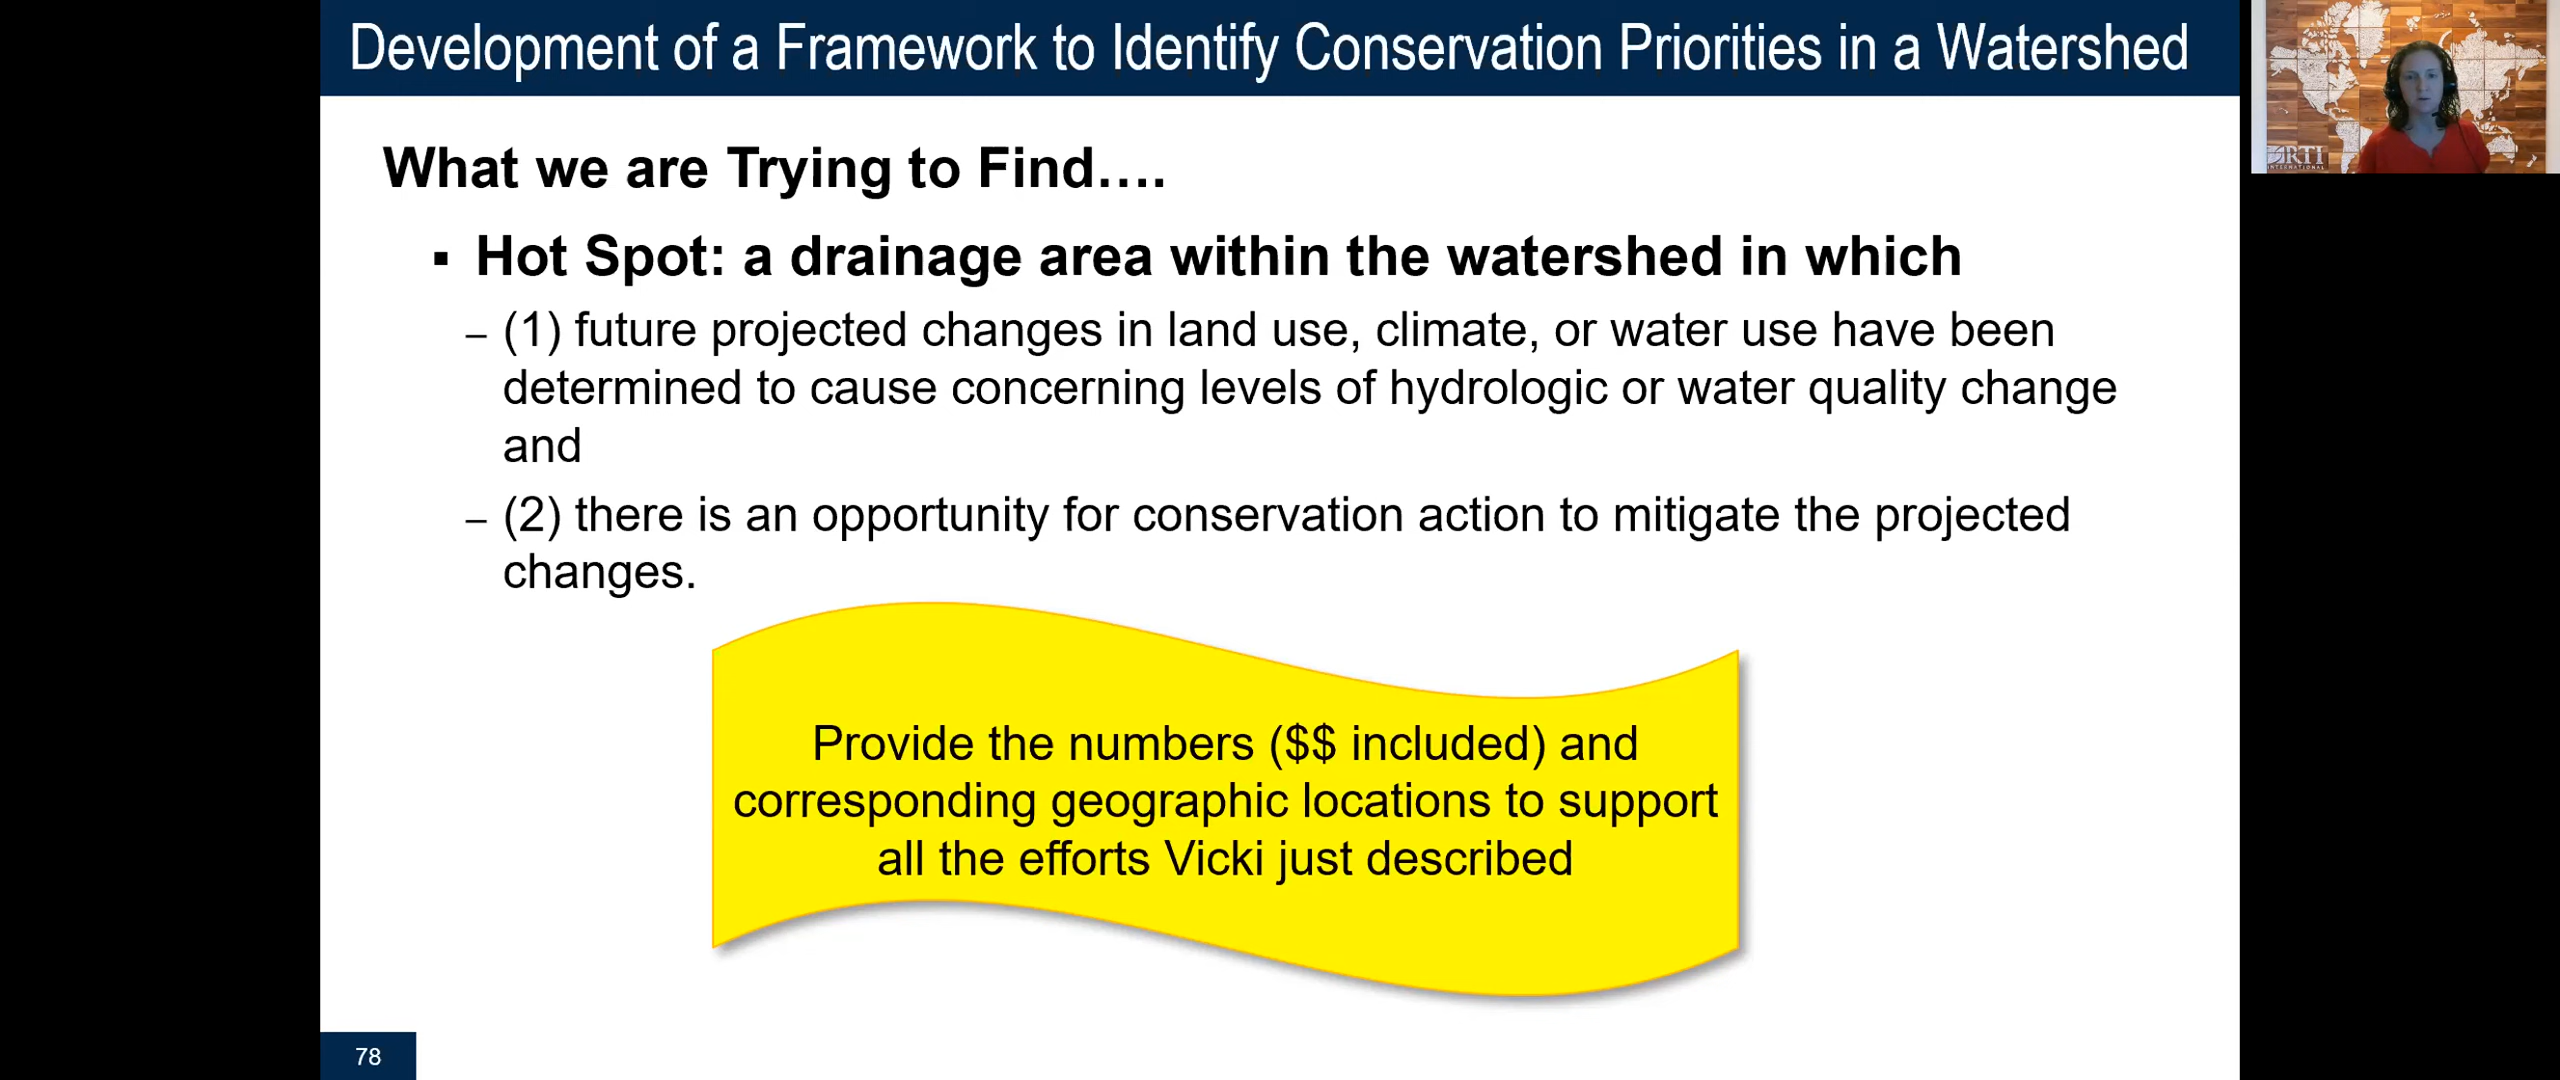 Development of a Framework to Identify Conservation Priorities in a Watershed
What we are Trying to Find….
▪ Hot Spot: a drainage area within the watershed in which
– (1) future projected changes in land use, climate, or water use have been
determined to cause concerning levels of hydrologic or water quality change
and
– (2) there is an opportunity for conservation action to mitigate the projected
changes.
Provide the numbers ($$ included) and
corresponding geographic locations to support
all the efforts Vicki just described
78
RTI
INTERNATIONAL